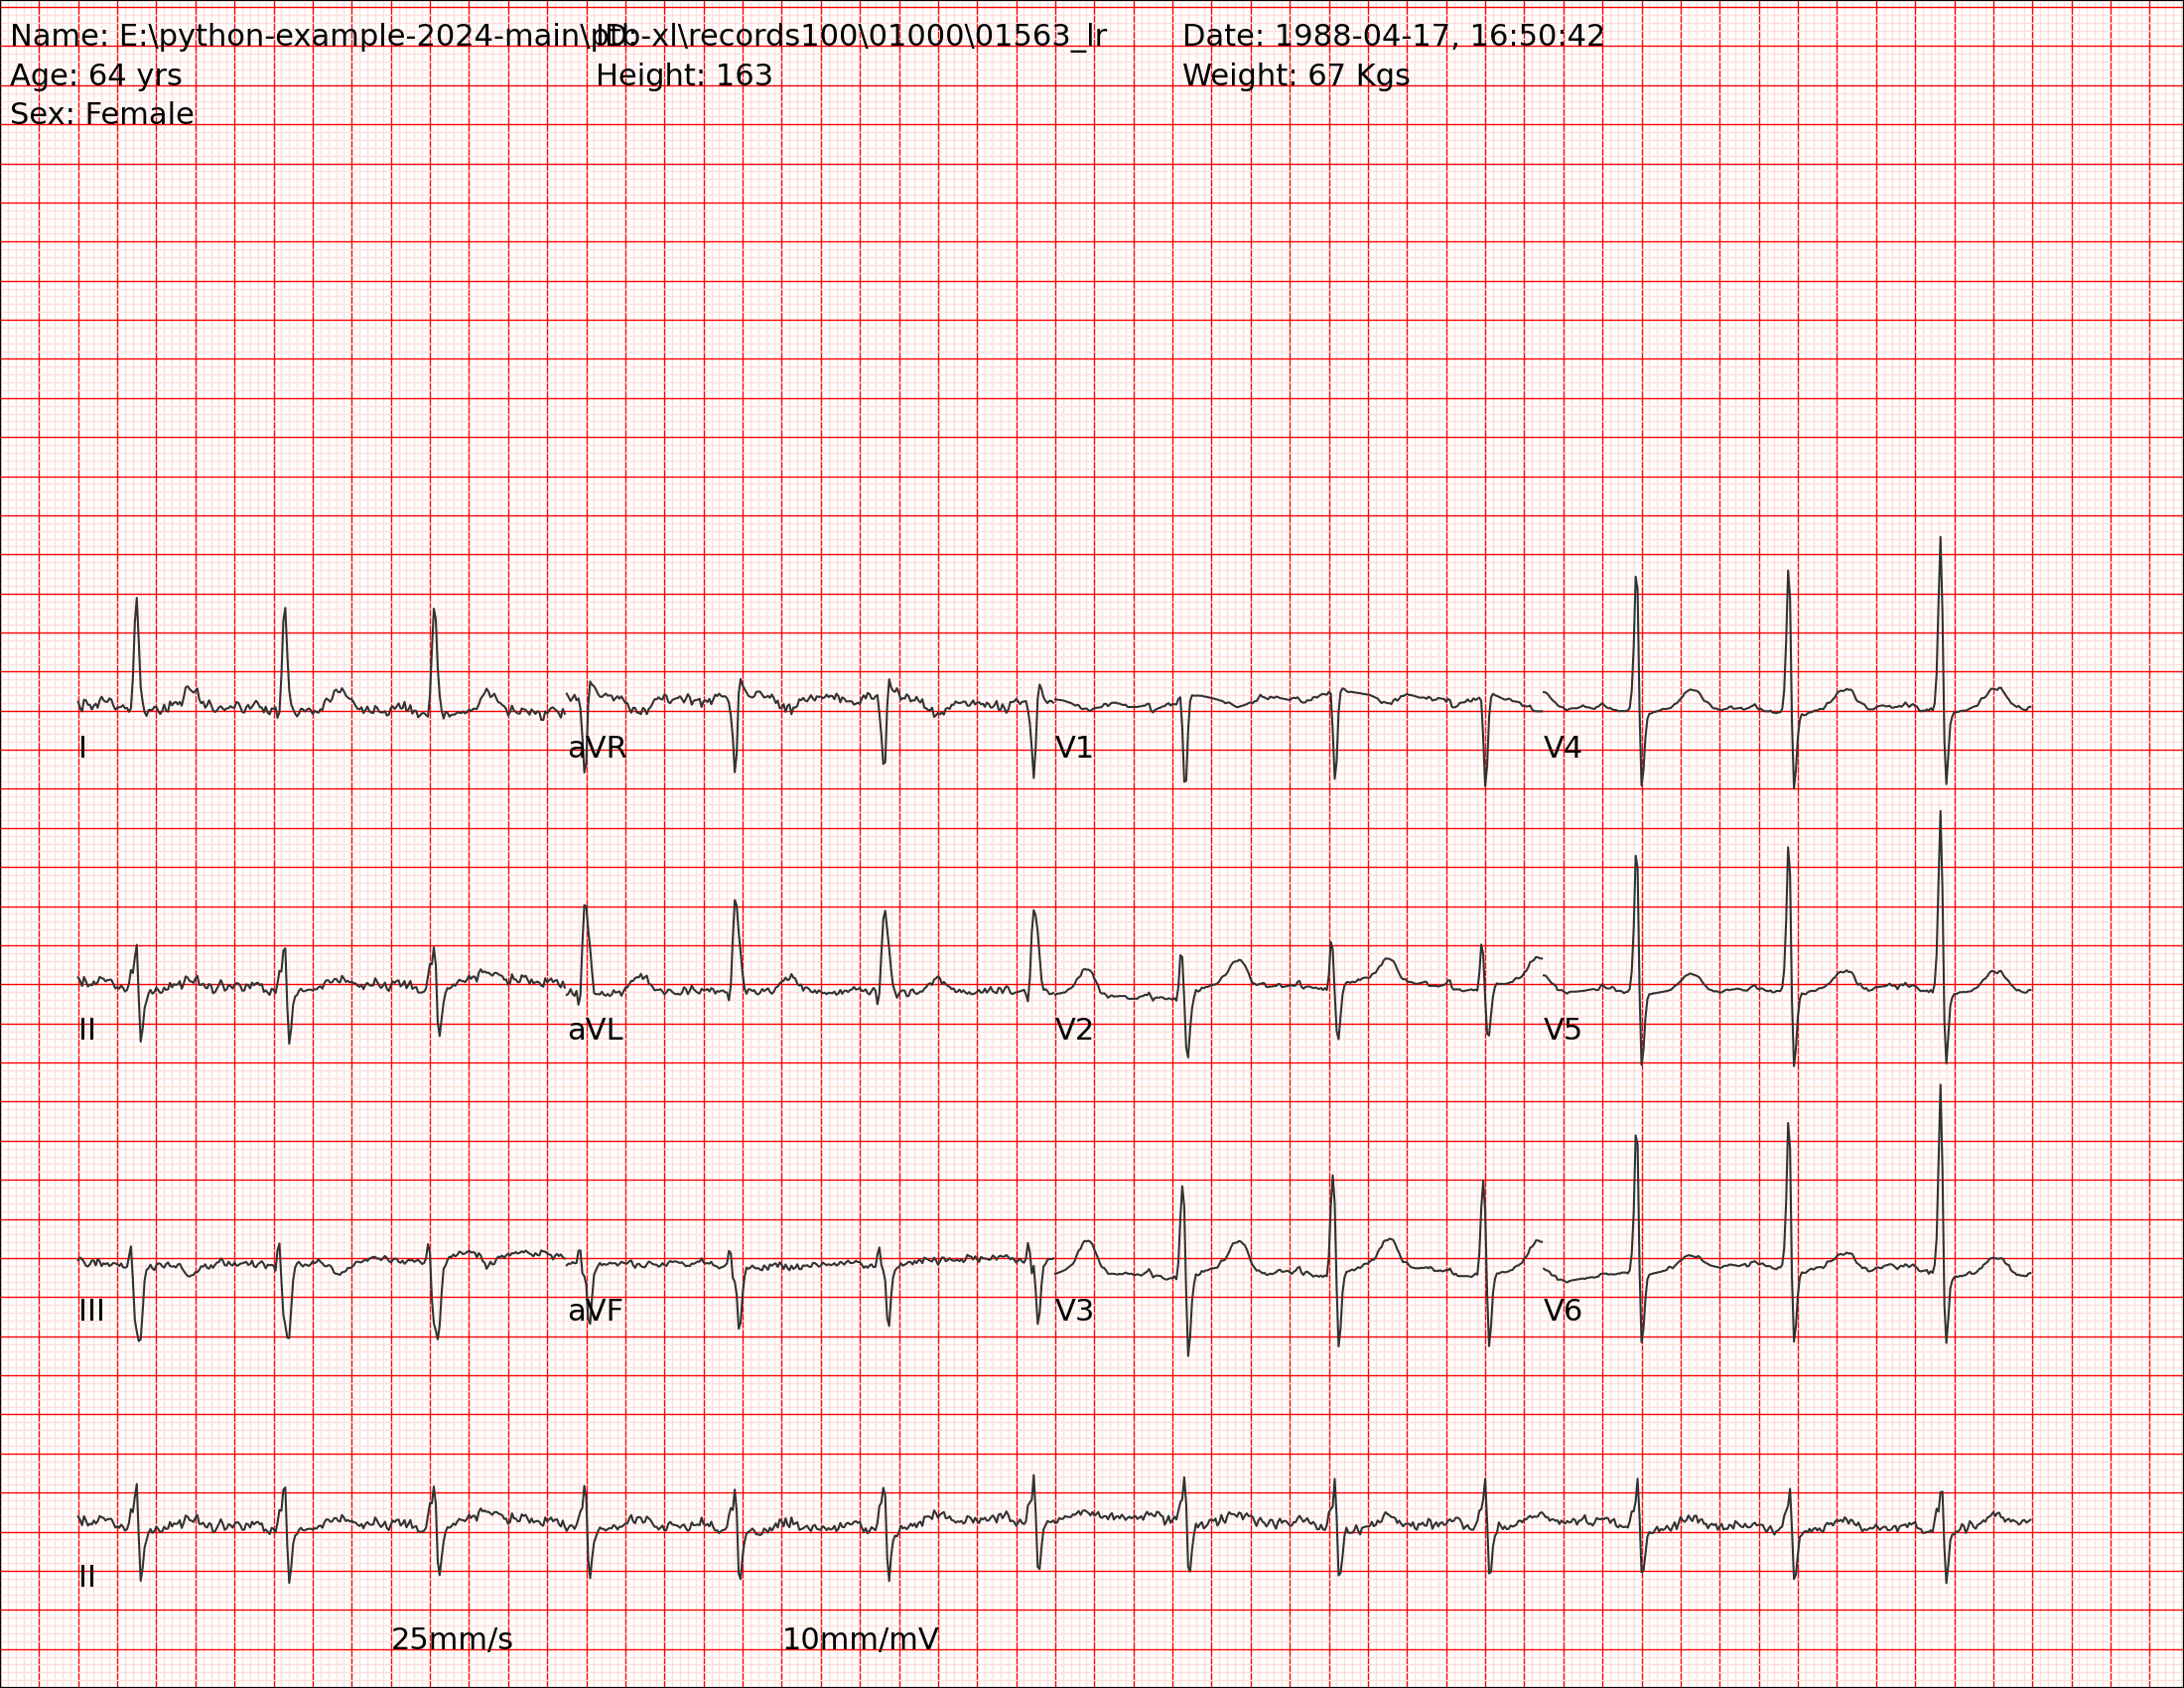 Name: E:\python-example-2024-main\ptb-xl\records100\01000\01563_lr ID: Date: 1988-04-17, 16:50:42
Age: 64 yrs Height: 163 Weight: 67 Kgs
Sex: Female
I aVR V1 V4
II aVL V2 V5
III aVF V3 V6
II
25mm/s 10mm/mV